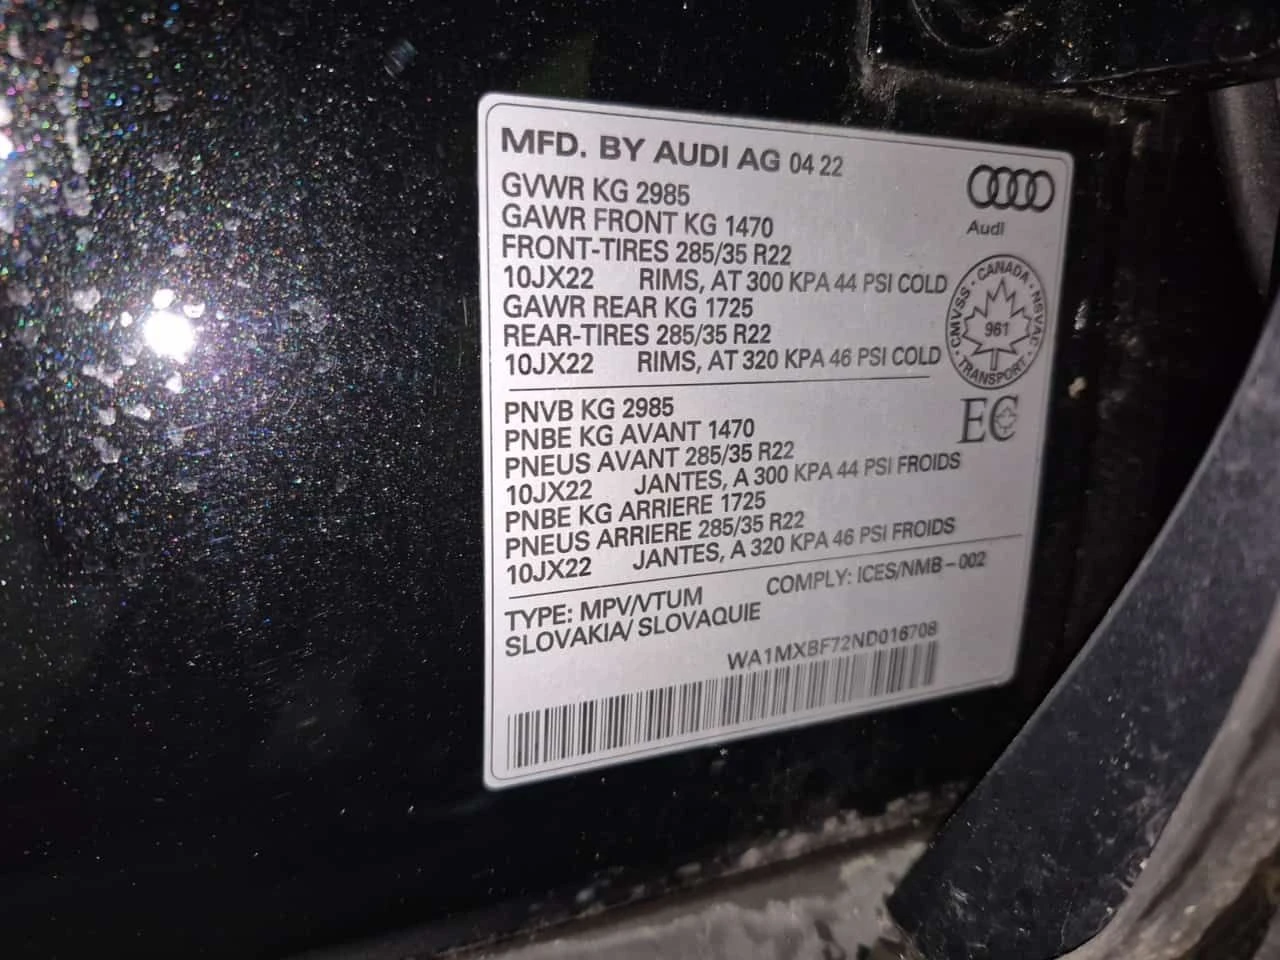 MFD. BY AUDI AG 04 22
GVWR KG 2985
GAWR FRONT KG 1470
FRONT-TIRES 285/35 R22
10JX22 RIMS, AT 300 KPA 44 PSI COLD
GAWR REAR KG 1725
REAR-TIRES 285/35 R22
10JX22 RIMS, AT 320 KPA 46 PSI COLD
Audi
CANADA · NSVAC · TRANSPORT · CMVSS
961
PNVB KG 2985
PNBE KG AVANT 1470
PNEUS AVANT 285/35 R22
10JX22 JANTES, A 300 KPA 44 PSI FROIDS
PNBE KG ARRIERE 1725
PNEUS ARRIERE 285/35 R22
10JX22 JANTES, A 320 KPA 46 PSI FROIDS
EC
TYPE: MPV/VTUM COMPLY: ICES/NMB-002
SLOVAKIA/ SLOVAQUIE
WA1MXBF72ND016708